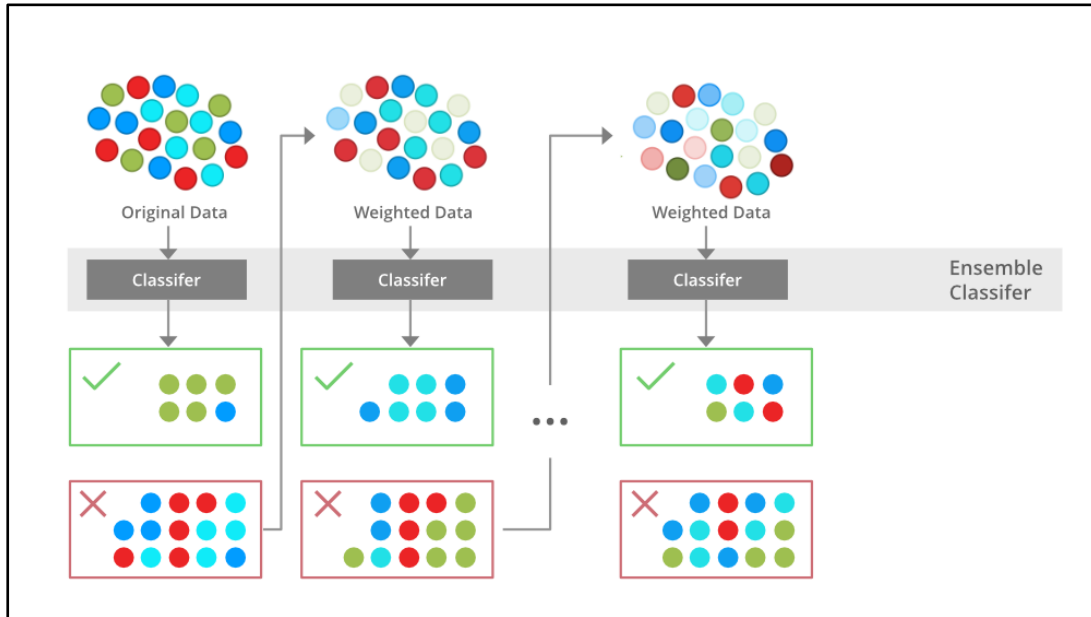 Original Data
Weighted Data
Weighted Data
Classifer
Classifer
Classifer
Ensemble
Classifer
...